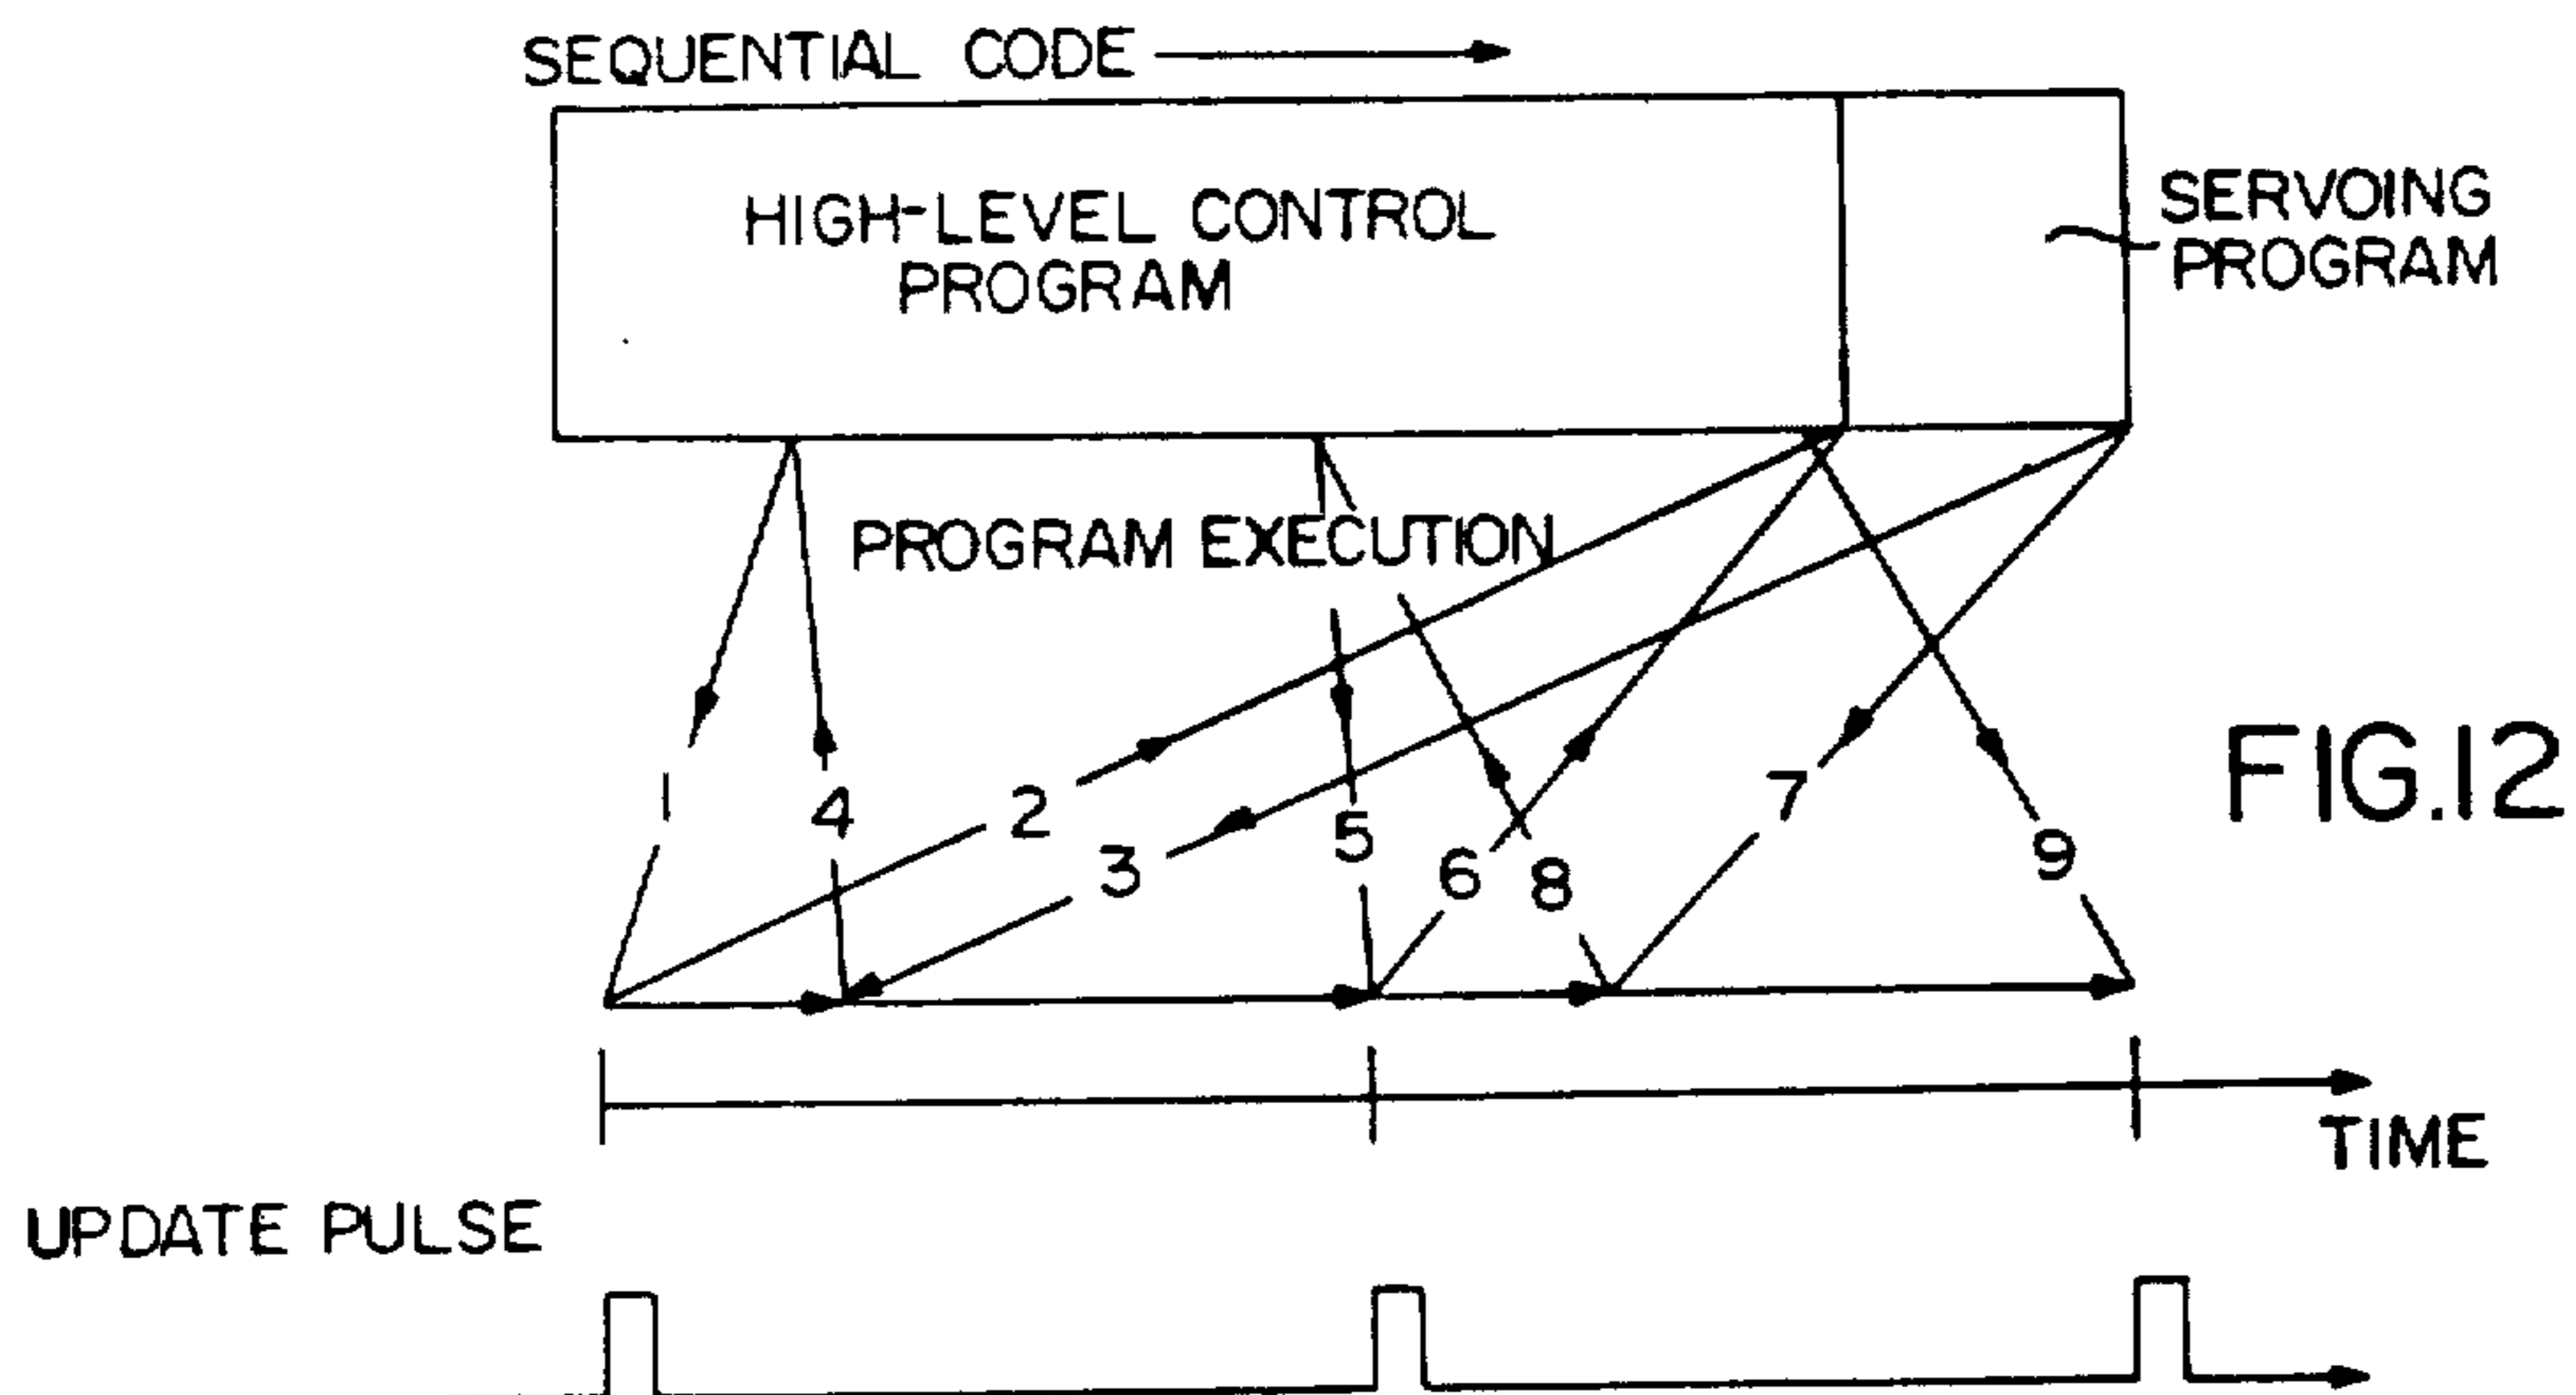 SEQUENTIAL CODE
HIGH-LEVEL CONTROL
PROGRAM
SERVOING
PROGRAM
PROGRAM EXECUTION
1
4
2
3
5
6
8
7
9
FIG.12
TIME
UPDATE PULSE